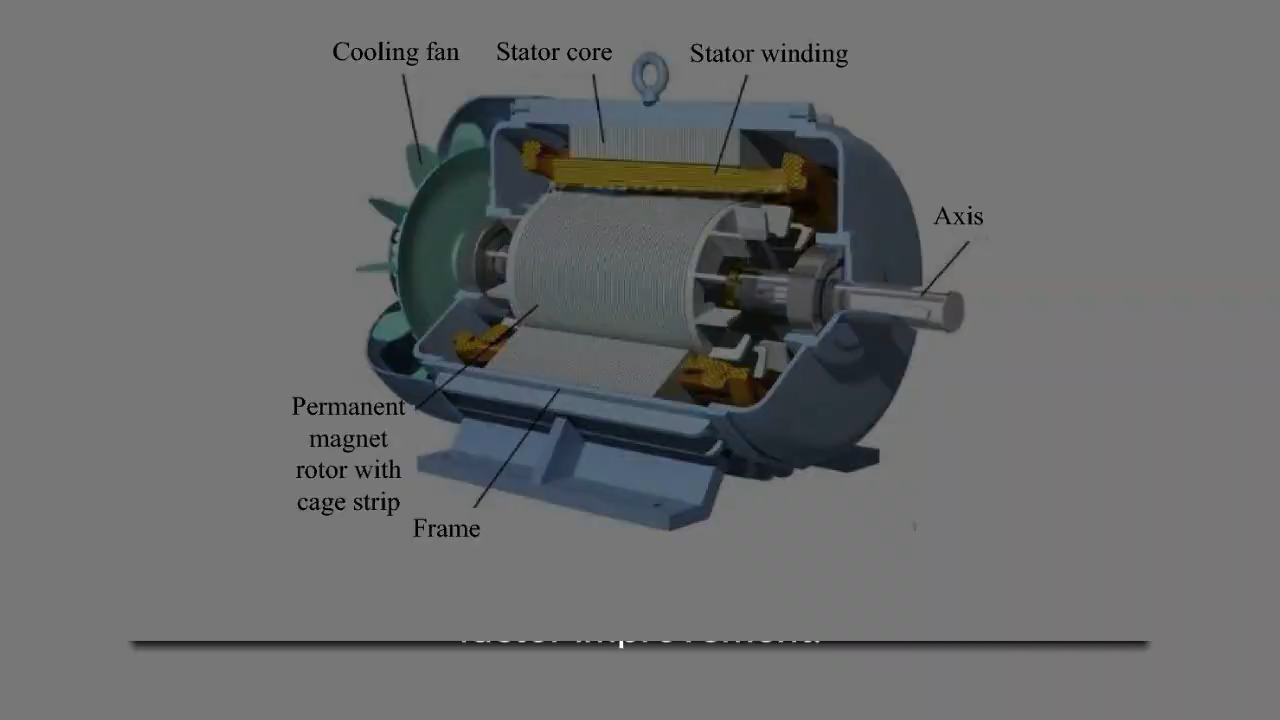 Cooling fan
Stator core
Stator winding
Axis
Permanent
magnet
rotor with
cage strip
Frame